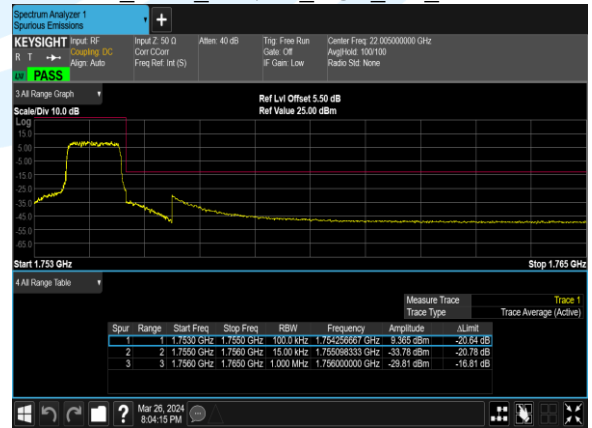 Spectrum Analyzer 1
Spurious Emissions
+
KEYSIGHT Input: RF Input Z: 50 Ω Atten: 40 dB Trig: Free Run Center Freq: 22.005000000 GHz
R T Coupling: DC Corr CCorr Gate: Off Avg|Hold: 100/100
Align: Auto Freq Ref: Int (S) IF Gain: Low Radio Std: None
LV PASS
3 All Range Graph
Ref Lvl Offset 5.50 dB
Scale/Div 10.0 dB Ref Value 25.00 dBm
Log
15.0
5.00
-5.00
-15.0
-25.0
-35.0
-45.0
-55.0
-65.0
Start 1.753 GHz Stop 1.765 GHz
4 All Range Table
Measure Trace Trace 1
Trace Type Trace Average (Active)
Spur Range Start Freq Stop Freq RBW Frequency Amplitude ΔLimit
1 1 1.7530 GHz 1.7550 GHz 100.0 kHz 1.754256667 GHz 9.365 dBm -20.64 dB
2 2 1.7550 GHz 1.7560 GHz 15.00 kHz 1.755098333 GHz -33.78 dBm -20.78 dB
3 3 1.7560 GHz 1.7650 GHz 1.000 MHz 1.756000000 GHz -29.81 dBm -16.81 dB
? Mar 26, 2024
8:04:15 PM